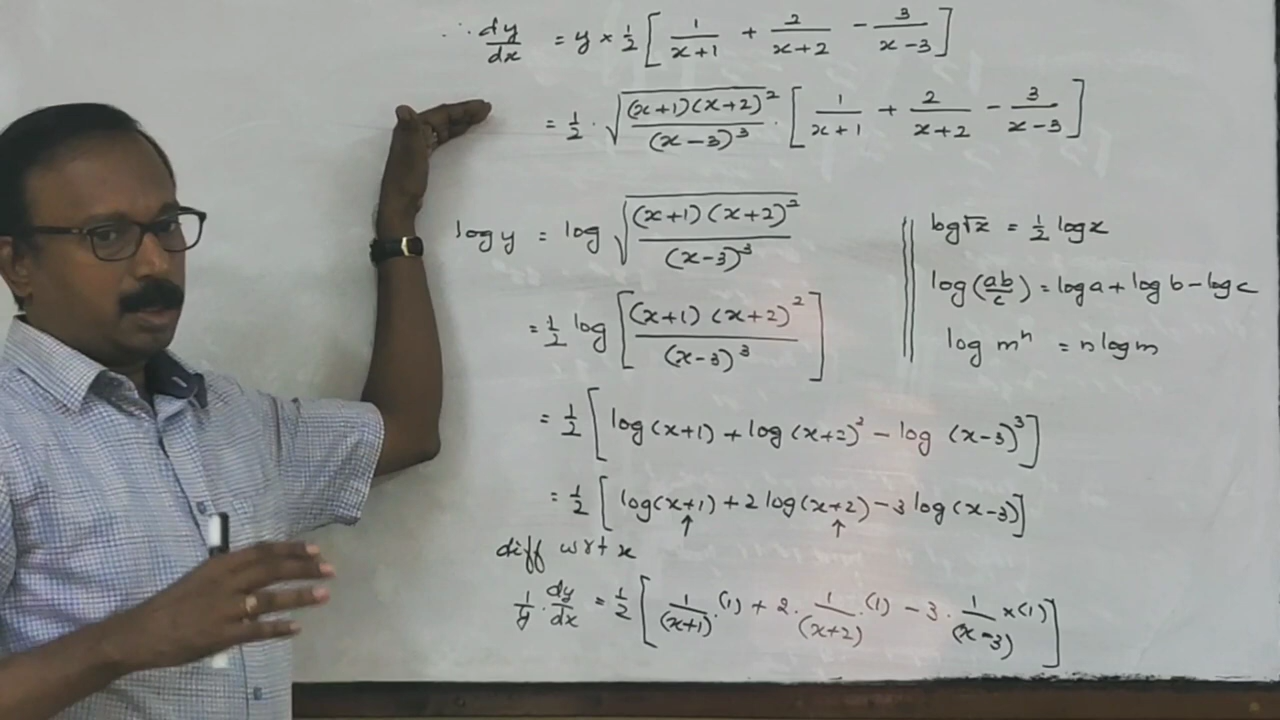 ∴ dy/dx = y × 1/2 [ 1/(x+1) + 2/(x+2) − 3/(x−3) ]
= 1/2 · √((x+1)(x+2)²/(x−3)³) · [ 1/(x+1) + 2/(x+2) − 3/(x−3) ]
log y = log √((x+1)(x+2)²/(x−3)³)
= 1/2 log [ (x+1)(x+2)²/(x−3)³ ]
= 1/2 [ log(x+1) + log(x+2)² − log(x−3)³ ]
= 1/2 [ log(x+1) + 2 log(x+2) − 3 log(x−3) ]
diff wrt x
1/y · dy/dx = 1/2 [ 1/(x+1) · (1) + 2 · 1/(x+2) · (1) − 3 · 1/(x−3) × (1) ]
log √x = 1/2 log x
log(ab/c) = log a + log b − log c
log mⁿ = n log m